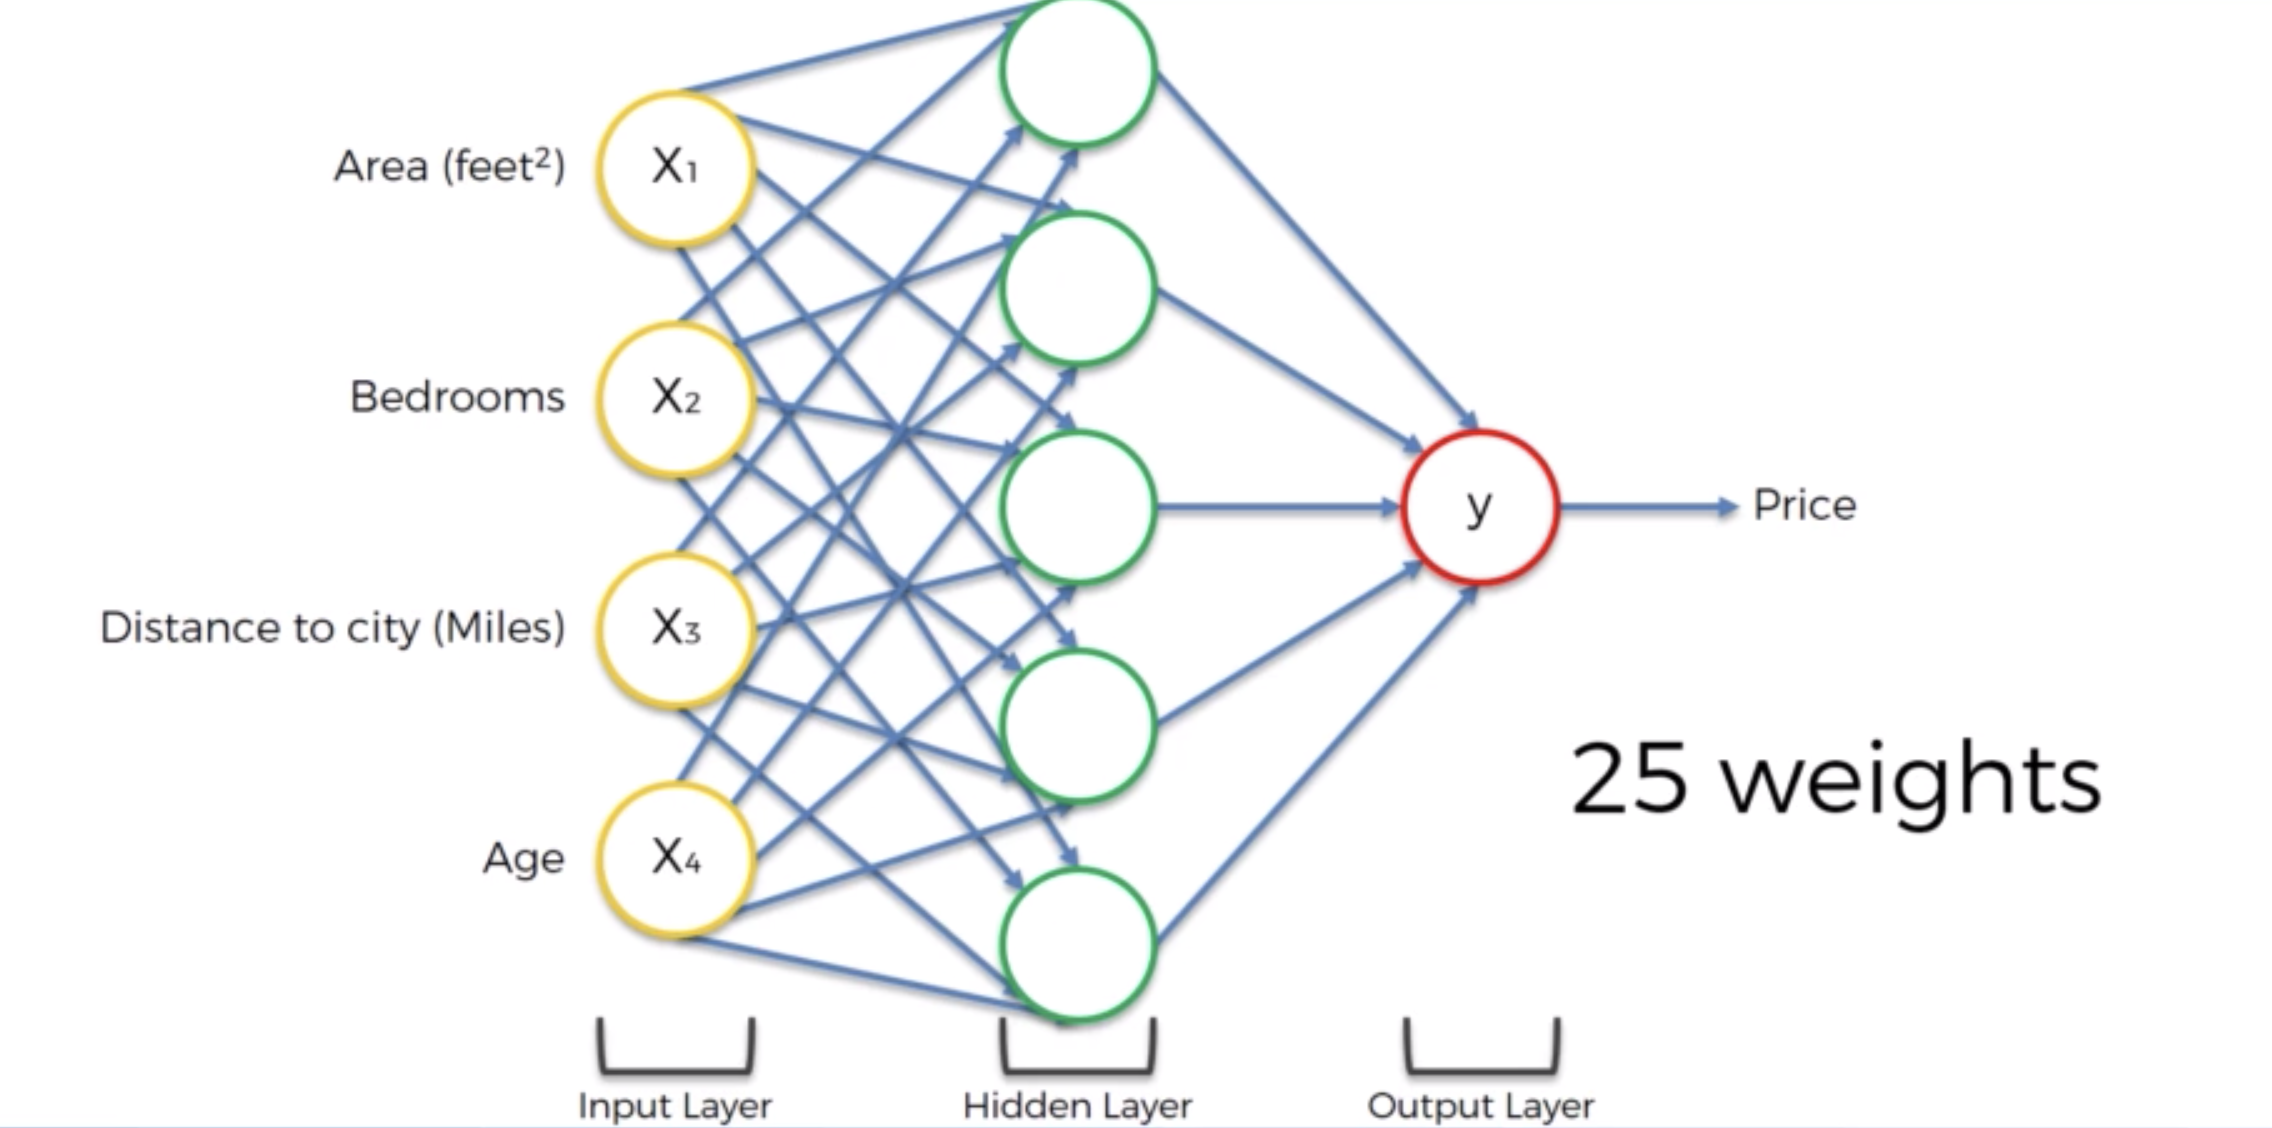 Area (feet²)
X₁
Bedrooms
X₂
Distance to city (Miles)
X₃
Age
X₄
y
Price
25 weights
Input Layer
Hidden Layer
Output Layer